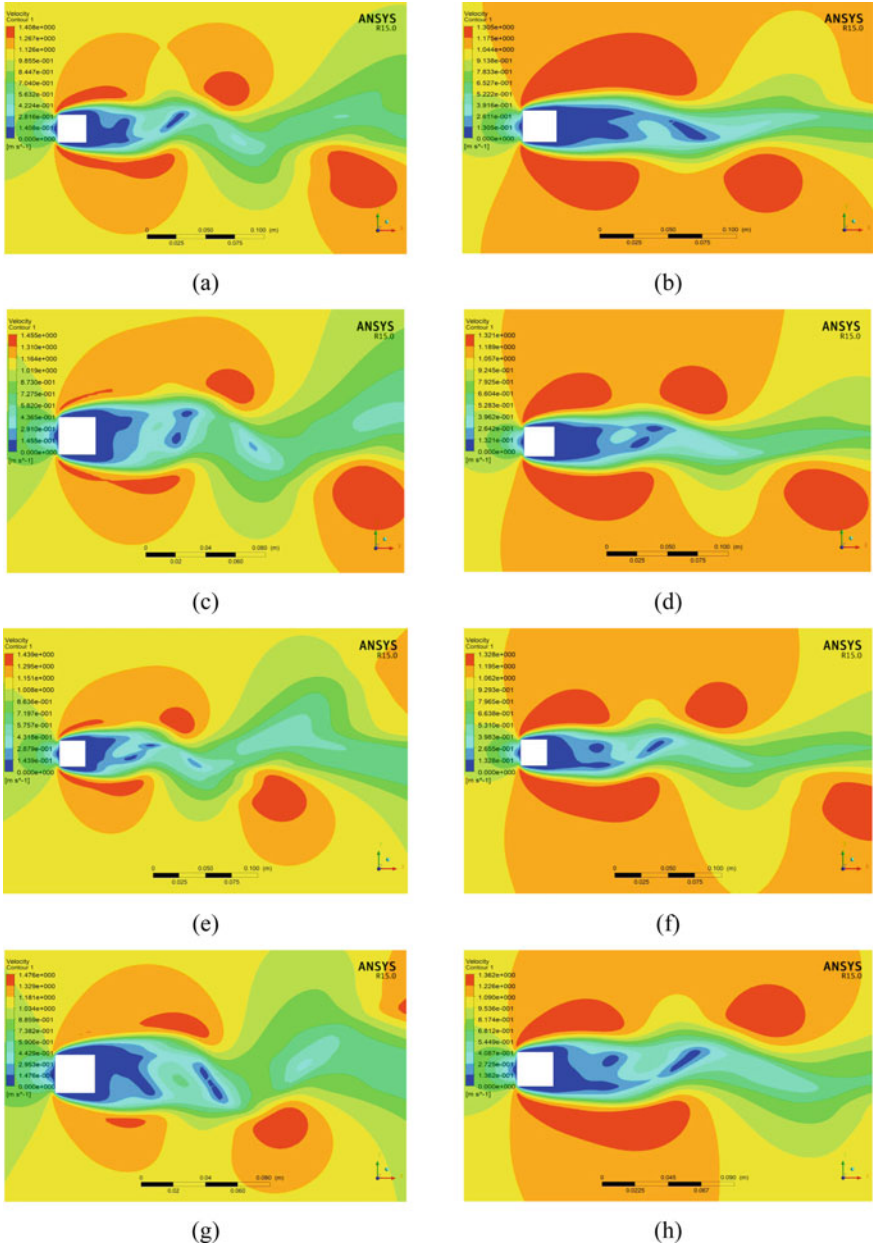 Velocity
Contour 1
1.408e+000
1.267e+000
1.126e+000
9.855e-001
8.447e-001
7.040e-001
5.632e-001
4.224e-001
2.816e-001
1.408e-001
0.000e+000
[m s^-1]
ANSYS
R15.0
0 0.050 0.100 (m)
0.025 0.075
(a)
Velocity
Contour 1
1.305e+000
1.175e+000
1.044e+000
9.138e-001
7.833e-001
6.527e-001
5.222e-001
3.916e-001
2.611e-001
1.305e-001
0.000e+000
[m s^-1]
ANSYS
R15.0
0 0.050 0.100 (m)
0.025 0.075
(b)
Velocity
Contour 1
1.455e+000
1.310e+000
1.164e+000
1.019e+000
8.730e-001
7.275e-001
5.820e-001
4.365e-001
2.910e-001
1.455e-001
0.000e+000
[m s^-1]
ANSYS
R15.0
0 0.04 0.080 (m)
0.02 0.060
(c)
Velocity
Contour 1
1.321e+000
1.189e+000
1.057e+000
9.245e-001
7.925e-001
6.604e-001
5.283e-001
3.962e-001
2.642e-001
1.321e-001
0.000e+000
[m s^-1]
ANSYS
R15.0
0 0.050 0.100 (m)
0.025 0.075
(d)
Velocity
Contour 1
1.439e+000
1.295e+000
1.151e+000
1.008e+000
8.636e-001
7.197e-001
5.757e-001
4.318e-001
2.879e-001
1.439e-001
0.000e+000
[m s^-1]
ANSYS
R15.0
0 0.050 0.100 (m)
0.025 0.075
(e)
Velocity
Contour 1
1.328e+000
1.195e+000
1.062e+000
9.293e-001
7.965e-001
6.638e-001
5.310e-001
3.983e-001
2.655e-001
1.328e-001
0.000e+000
[m s^-1]
ANSYS
R15.0
0 0.050 0.100 (m)
0.025 0.075
(f)
Velocity
Contour 1
1.476e+000
1.329e+000
1.181e+000
1.034e+000
8.859e-001
7.382e-001
5.906e-001
4.429e-001
2.953e-001
1.476e-001
0.000e+000
[m s^-1]
ANSYS
R15.0
0 0.04 0.080 (m)
0.02 0.060
(g)
Velocity
Contour 1
1.362e+000
1.226e+000
1.090e+000
9.536e-001
8.174e-001
6.812e-001
5.449e-001
4.087e-001
2.725e-001
1.362e-001
0.000e+000
[m s^-1]
ANSYS
R15.0
0 0.045 0.090 (m)
0.0225 0.067
(h)